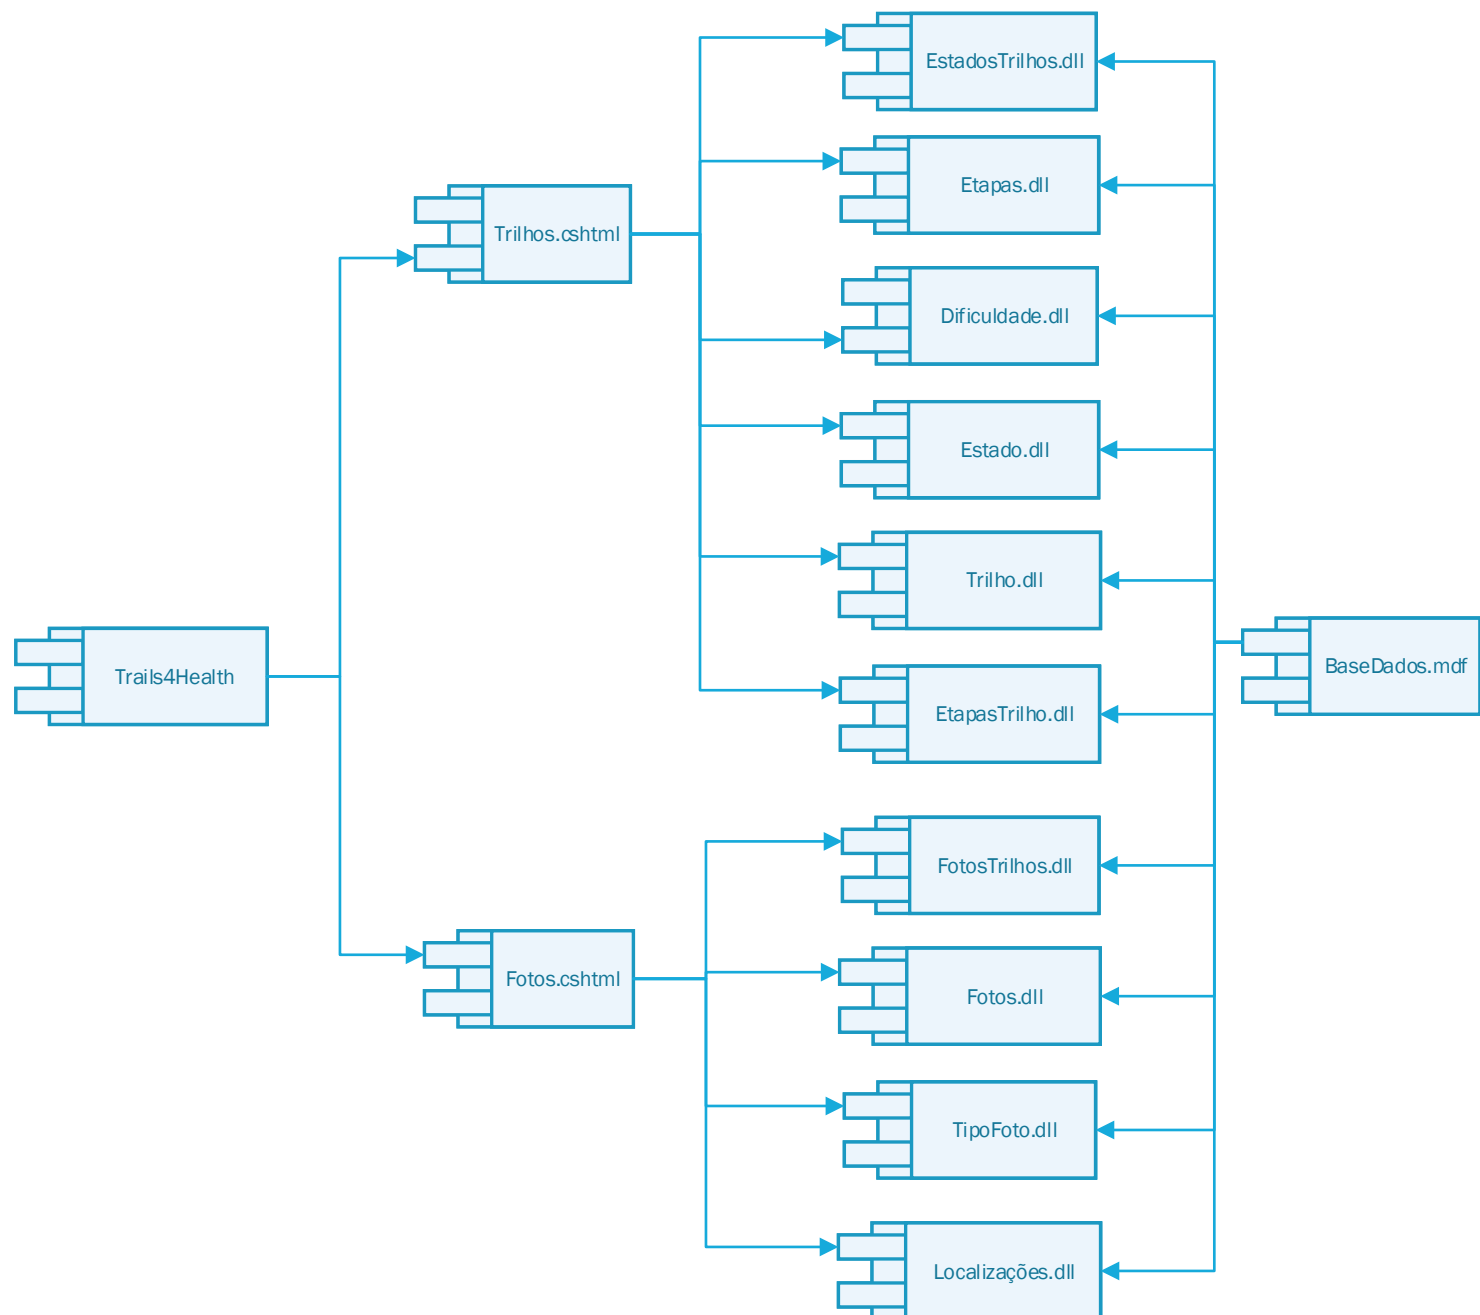 EstadosTrilhos.dll
Etapas.dll
Trilhos.cshtml
Dificuldade.dll
Estado.dll
Trilho.dll
Trails4Health
BaseDados.mdf
EtapasTrilho.dll
FotosTrilhos.dll
Fotos.cshtml
Fotos.dll
TipoFoto.dll
Localizações.dll